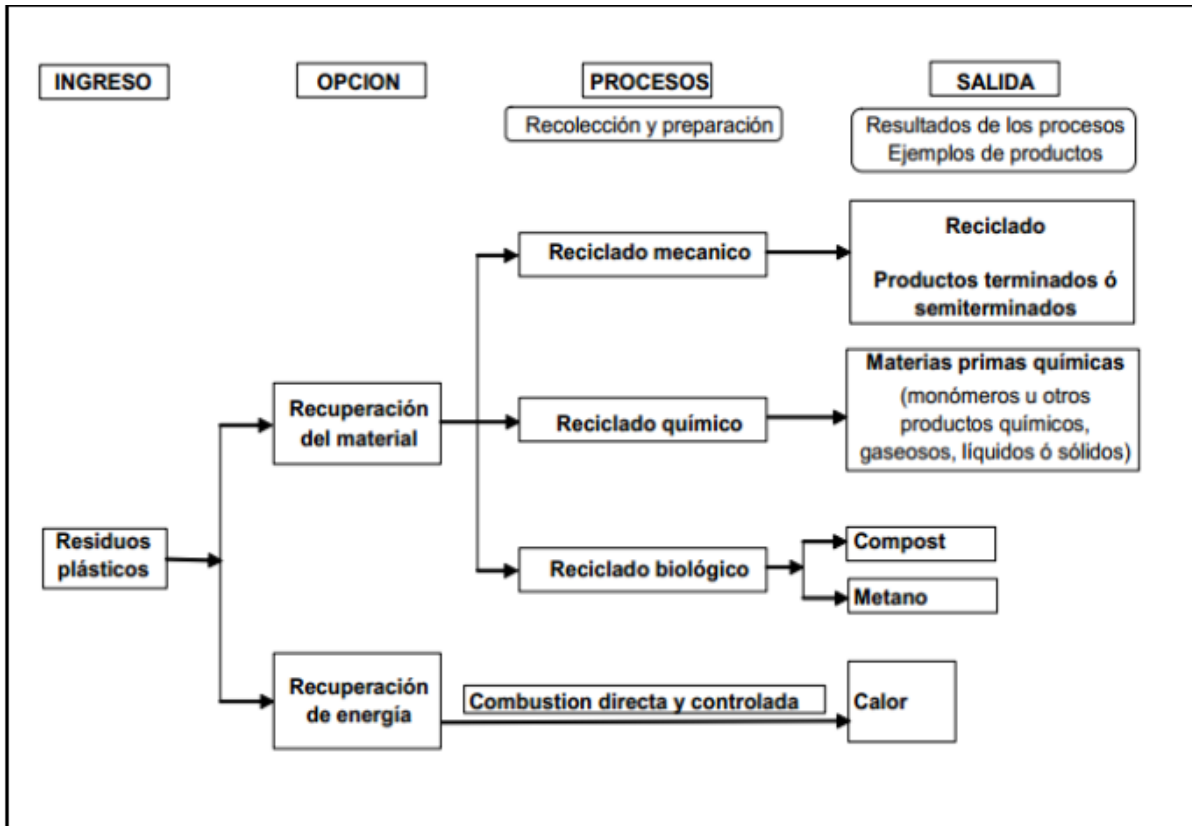 INGRESO
OPCION
PROCESOS
SALIDA
Recolección y preparación
Resultados de los procesos
Ejemplos de productos
Reciclado mecanico
Reciclado
Productos terminados ó
semiterminados
Recuperación
del material
Reciclado químico
Materias primas químicas
(monómeros u otros
productos químicos,
gaseosos, líquidos ó sólidos)
Residuos
plásticos
Reciclado biológico
Compost
Metano
Recuperación
de energía
Combustion directa y controlada
Calor